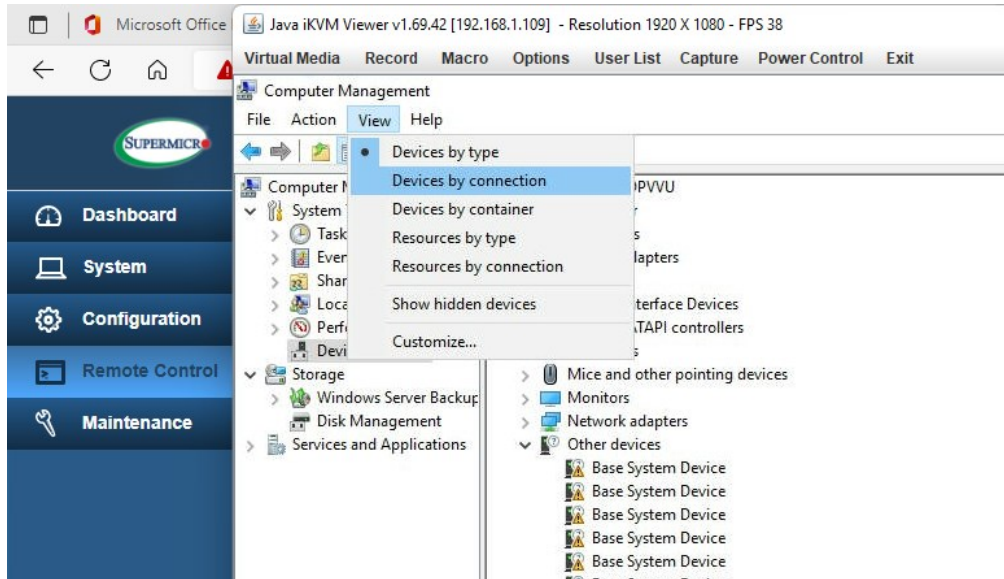 Microsoft Office
Java iKVM Viewer v1.69.42 [192.168.1.109] - Resolution 1920 X 1080 - FPS 38
Virtual Media Record Macro Options User List Capture Power Control Exit
Computer Management
File Action View Help
SUPERMICR
Dashboard
System
Configuration
Remote Control
Maintenance
Devices by type
Devices by connection
Devices by container
Resources by type
Resources by connection
Show hidden devices
Customize...
Computer M
System
Task
Even
Shar
Loca
Perf
Devi
Storage
Windows Server Backup
Disk Management
Services and Applications
PVVU
r
s
lapters
terface Devices
TAPI controllers
s
Mice and other pointing devices
Monitors
Network adapters
Other devices
Base System Device
Base System Device
Base System Device
Base System Device
Base System Device